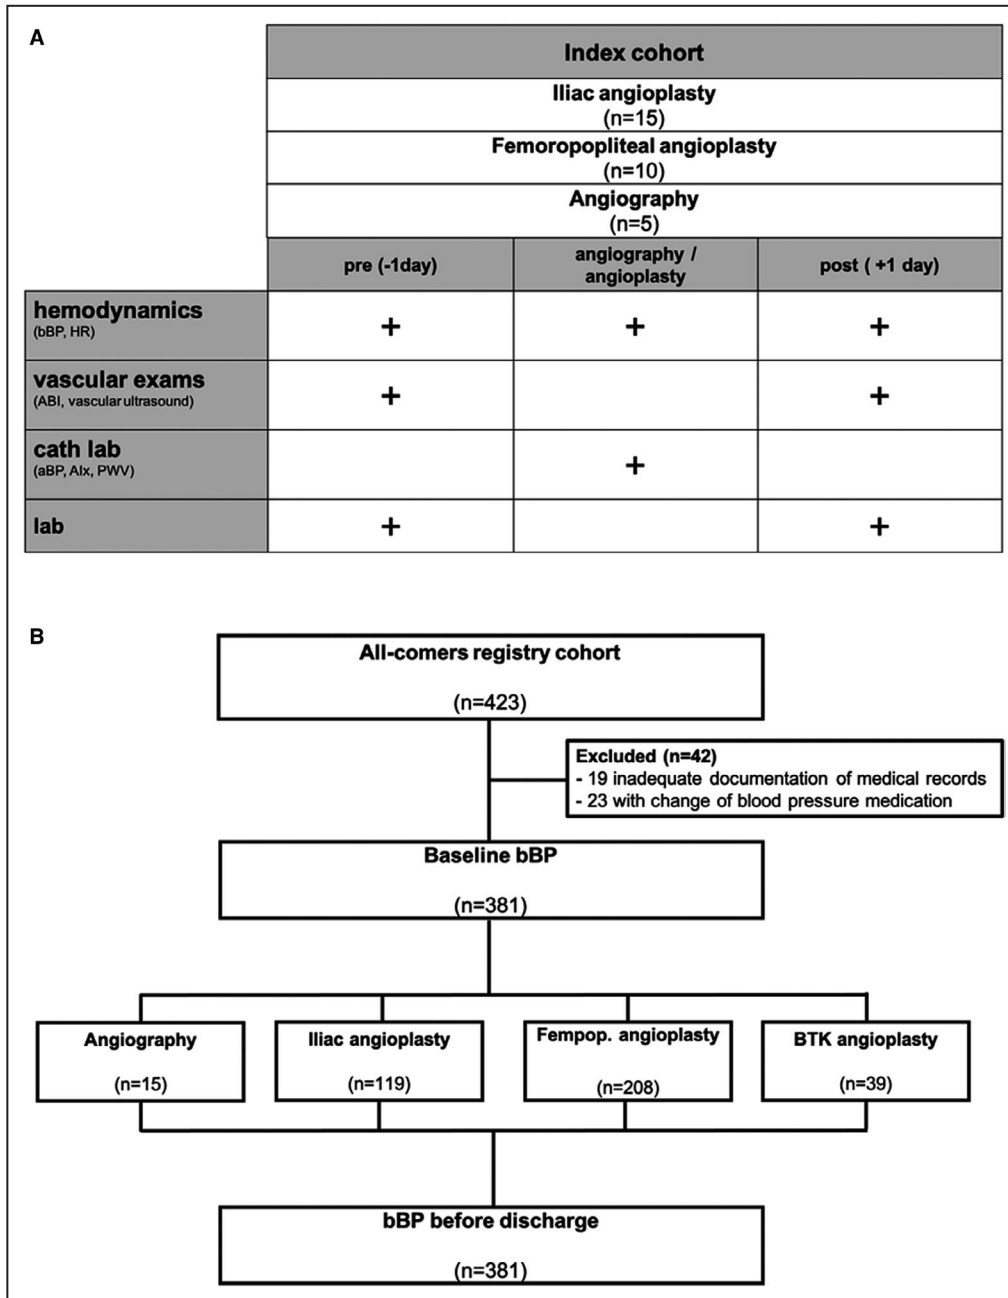 A
Index cohort
Iliac angioplasty
(n=15)
Femoropopliteal angioplasty
(n=10)
Angiography
(n=5)
pre (-1day)
angiography /
angioplasty
post ( +1 day)
hemodynamics
(bBP, HR)
+ + +
vascular exams
(ABI, vascular ultrasound)
+ +
cath lab
(aBP, AIx, PWV)
+
lab
+ +
B
All-comers registry cohort
(n=423)
Excluded (n=42)
- 19 inadequate documentation of medical records
- 23 with change of blood pressure medication
Baseline bBP
(n=381)
Angiography
(n=15)
Iliac angioplasty
(n=119)
Fempop. angioplasty
(n=208)
BTK angioplasty
(n=39)
bBP before discharge
(n=381)